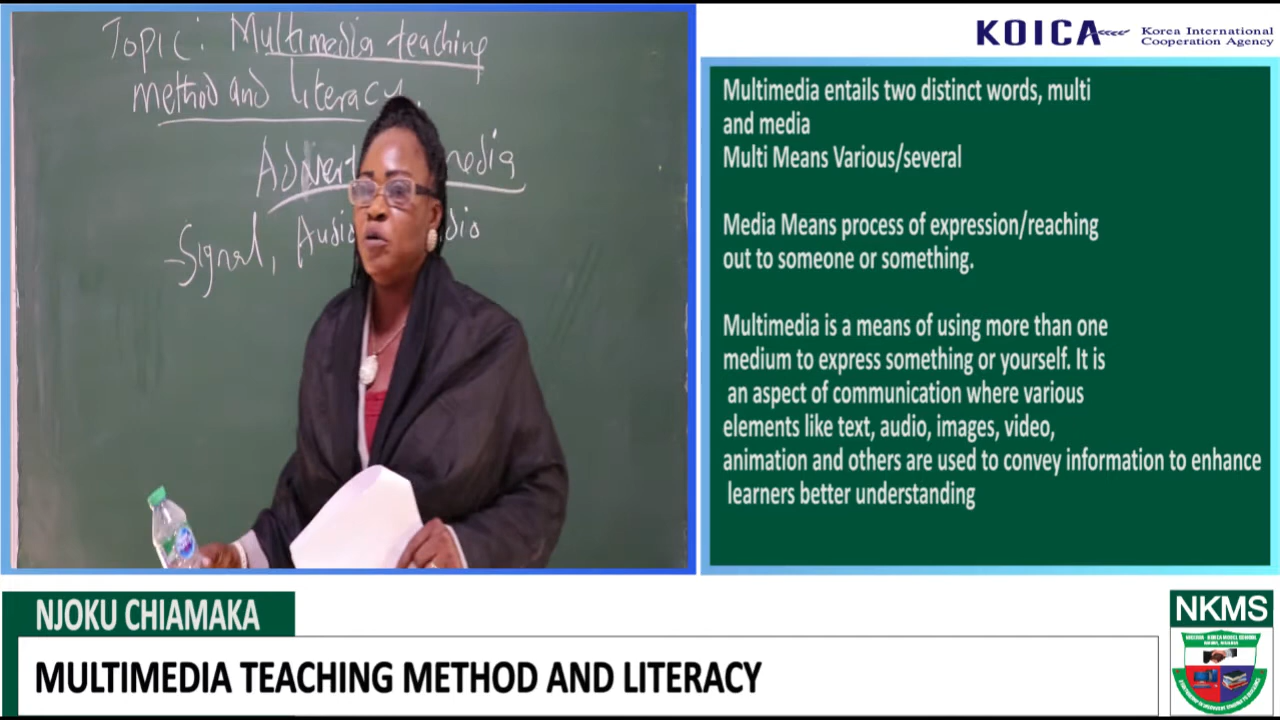 Topic: Multimedia teaching
method and literacy.
media
-Signal,
KOICA
Korea International
Cooperation Agency
Multimedia entails two distinct words, multi
and media
Multi Means Various/several
Media Means process of expression/reaching
out to someone or something.
Multimedia is a means of using more than one
medium to express something or yourself. It is
an aspect of communication where various
elements like text, audio, images, video,
animation and others are used to convey information to enhance
learners better understanding
NJOKU CHIAMAKA
MULTIMEDIA TEACHING METHOD AND LITERACY
NKMS